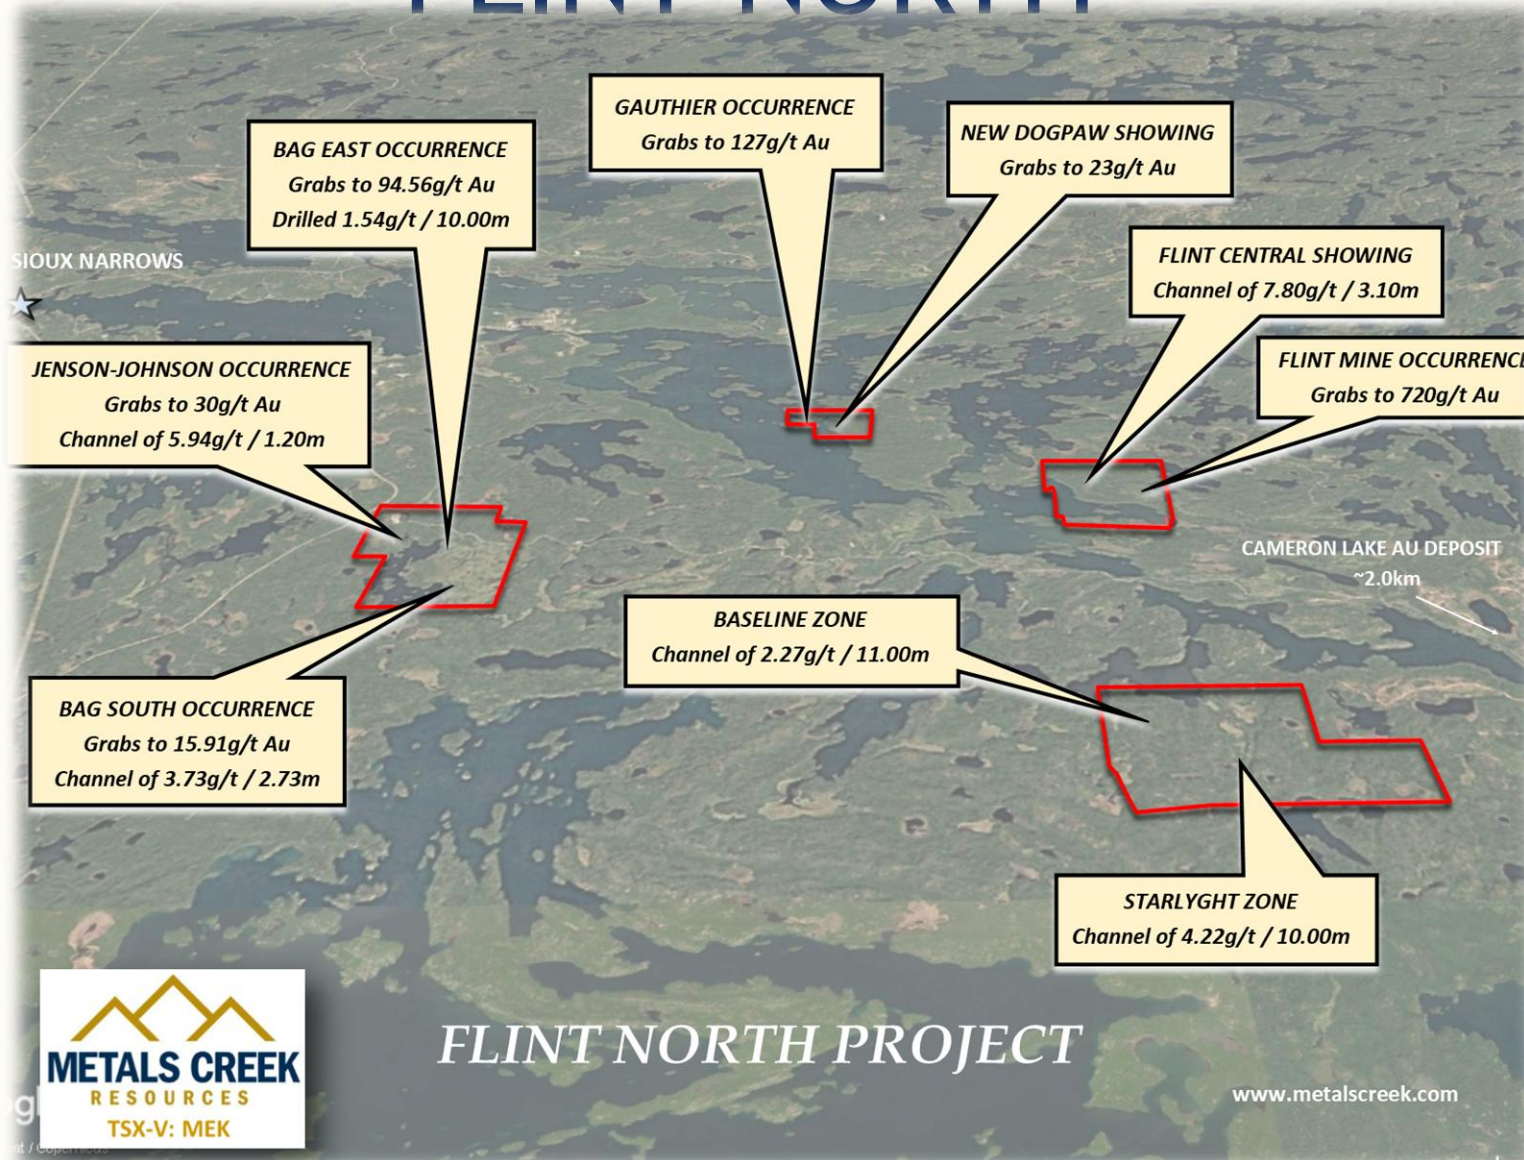 FLINT NORTH
GAUTHIER OCCURRENCE
Grabs to 127g/t Au
NEW DOGPAW SHOWING
Grabs to 23g/t Au
BAG EAST OCCURRENCE
Grabs to 94.56g/t Au
Drilled 1.54g/t / 10.00m
FLINT CENTRAL SHOWING
Channel of 7.80g/t / 3.10m
SIOUX NARROWS
FLINT MINE OCCURRENCE
Grabs to 720g/t Au
JENSON-JOHNSON OCCURRENCE
Grabs to 30g/t Au
Channel of 5.94g/t / 1.20m
CAMERON LAKE AU DEPOSIT
~2.0km
BASELINE ZONE
Channel of 2.27g/t / 11.00m
BAG SOUTH OCCURRENCE
Grabs to 15.91g/t Au
Channel of 3.73g/t / 2.73m
STARLYGHT ZONE
Channel of 4.22g/t / 10.00m
METALS CREEK
RESOURCES
TSX-V: MEK
FLINT NORTH PROJECT
www.metalscreek.com